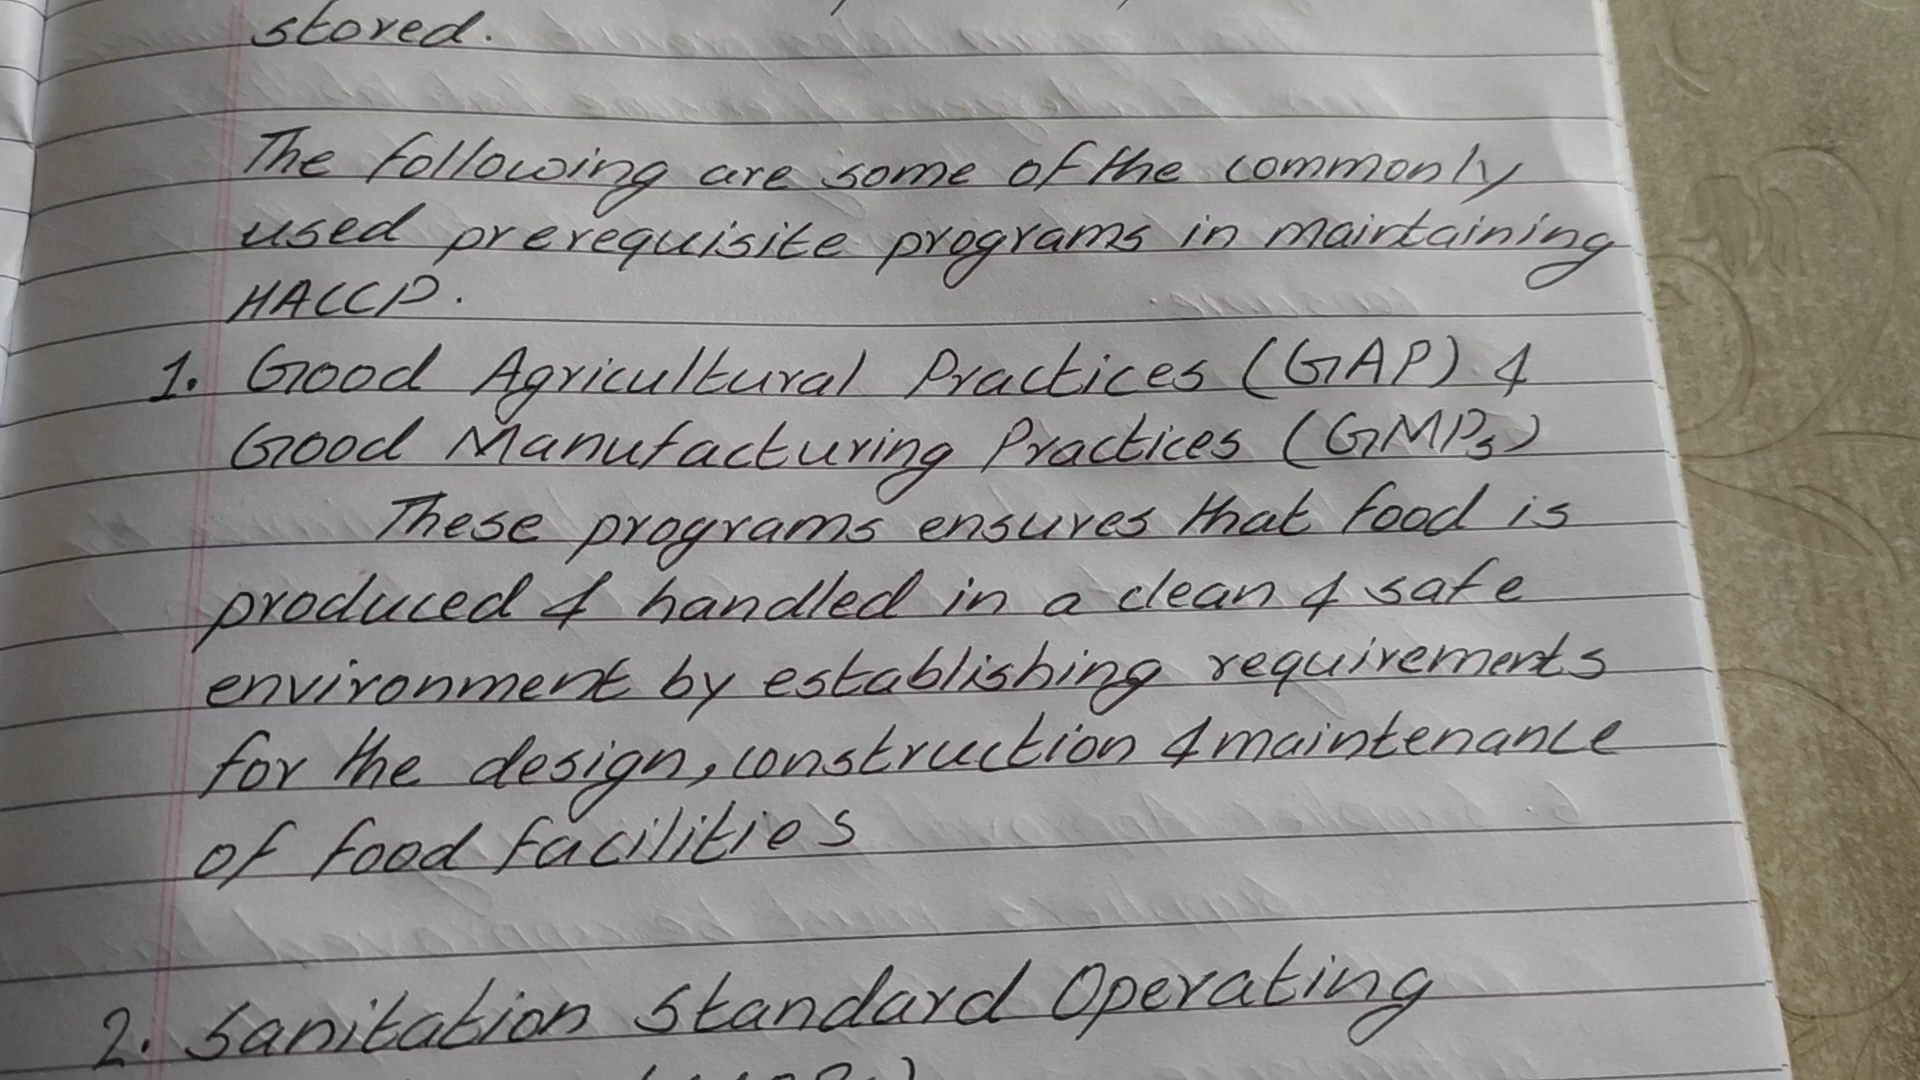 stored.
The following are some of the commonly
used prerequisite programs in maintaining
HACCP.
1. Good Agricultural Practices (GAP) &
Good Manufacturing Practices (GMPs)
These programs ensures that food is
produced & handled in a clean & safe
environment by establishing requirements
for the design, construction & maintenance
of food facilities
2. Sanitation Standard Operating